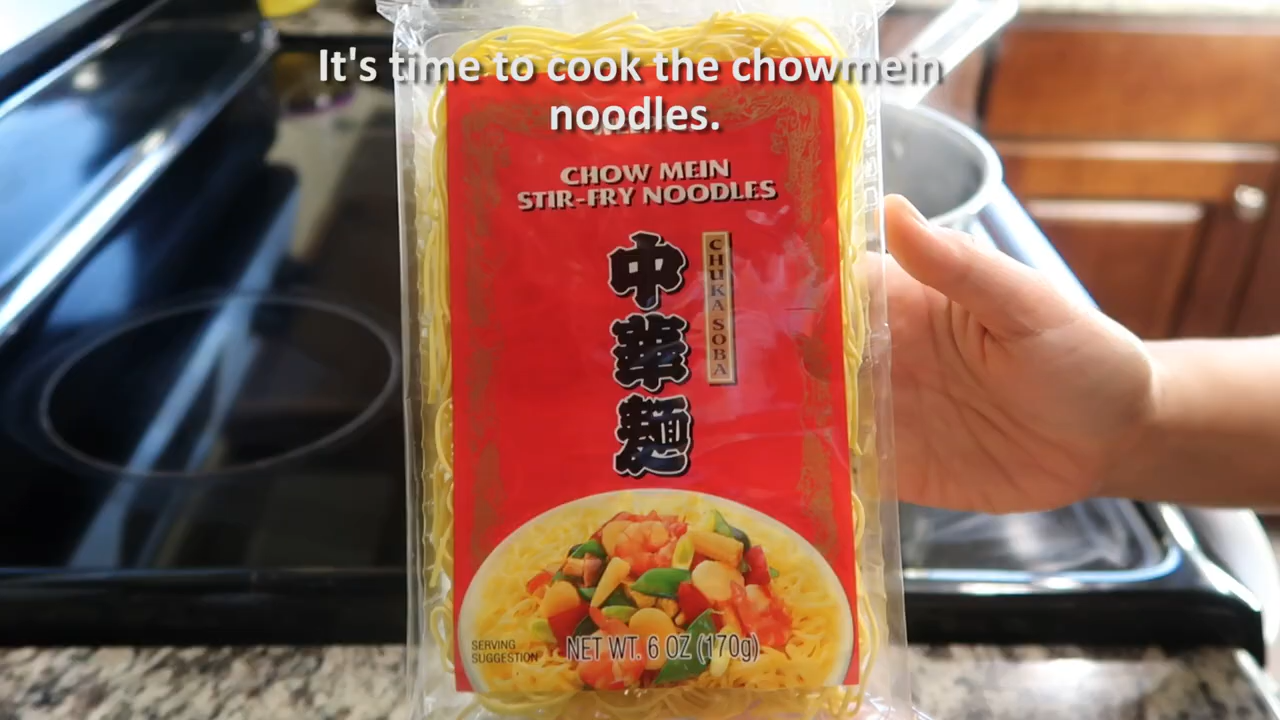 It's time to cook the chowmein
noodles.
CHOW MEIN
STIR-FRY NOODLES
中華麺
CHUKA SOBA
SERVING
SUGGESTION
NET WT. 6 OZ (170g)